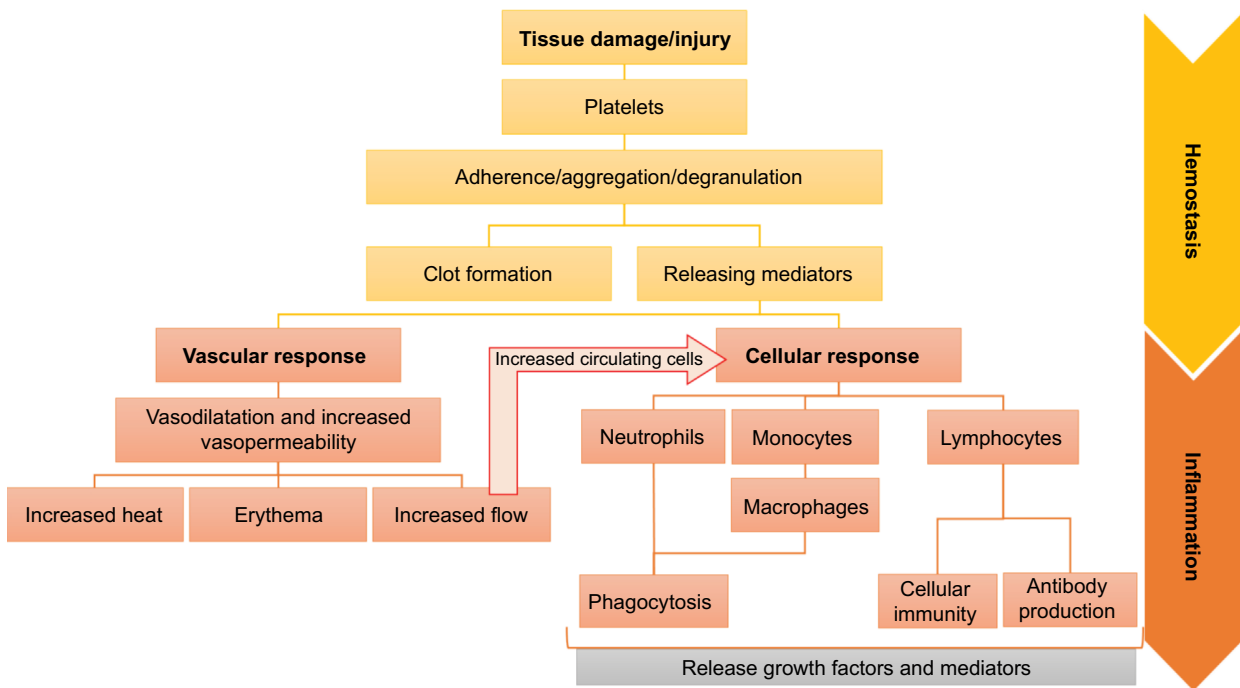 Tissue damage/injury
Platelets
Adherence/aggregation/degranulation
Clot formation
Releasing mediators
Hemostasis
Vascular response
Increased circulating cells
Cellular response
Vasodilatation and increased
vasopermeability
Neutrophils
Monocytes
Lymphocytes
Increased heat
Erythema
Increased flow
Macrophages
Inflammation
Phagocytosis
Cellular
immunity
Antibody
production
Release growth factors and mediators